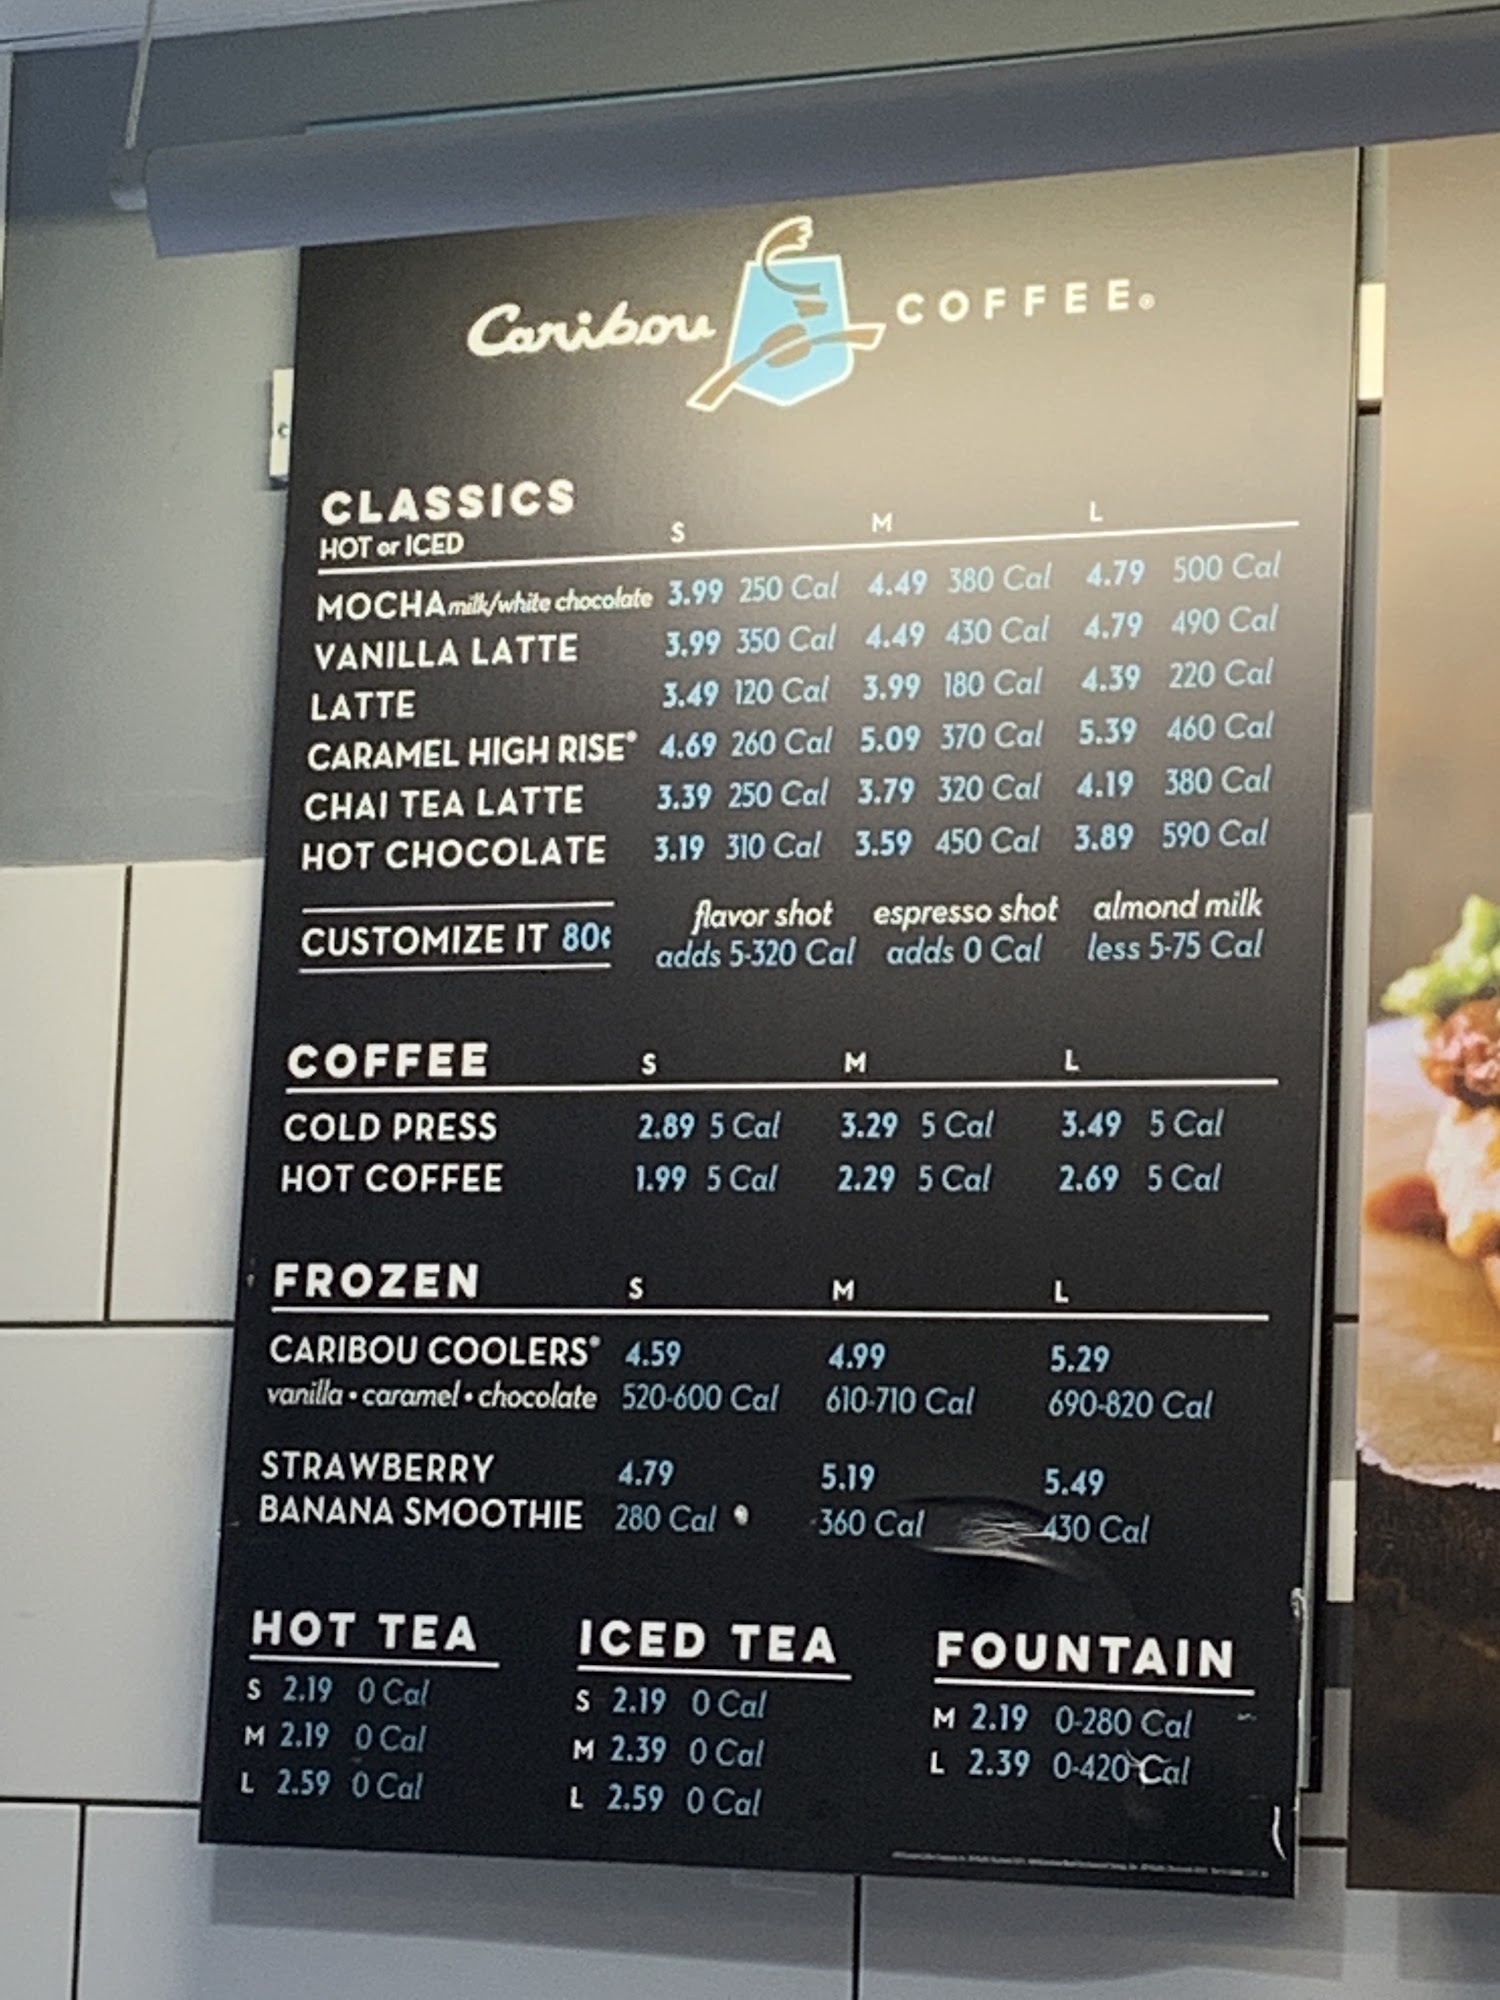 Caribou COFFEE®
CLASSICS
HOT or ICED S M L
MOCHA milk/white chocolate 3.99 250 Cal 4.49 380 Cal 4.79 500 Cal
VANILLA LATTE 3.99 350 Cal 4.49 430 Cal 4.79 490 Cal
LATTE 3.49 120 Cal 3.99 180 Cal 4.39 220 Cal
CARAMEL HIGH RISE® 4.69 260 Cal 5.09 370 Cal 5.39 460 Cal
CHAI TEA LATTE 3.39 250 Cal 3.79 320 Cal 4.19 380 Cal
HOT CHOCOLATE 3.19 310 Cal 3.59 450 Cal 3.89 590 Cal
flavor shot espresso shot almond milk
CUSTOMIZE IT 80¢ adds 5-320 Cal adds 0 Cal less 5-75 Cal
COFFEE S M L
COLD PRESS 2.89 5 Cal 3.29 5 Cal 3.49 5 Cal
HOT COFFEE 1.99 5 Cal 2.29 5 Cal 2.69 5 Cal
FROZEN S M L
CARIBOU COOLERS® 4.59 4.99 5.29
vanilla • caramel • chocolate 520-600 Cal 610-710 Cal 690-820 Cal
STRAWBERRY 4.79 5.19 5.49
BANANA SMOOTHIE 280 Cal 360 Cal 430 Cal
HOT TEA
S 2.19 0 Cal
M 2.19 0 Cal
L 2.59 0 Cal
ICED TEA
S 2.19 0 Cal
M 2.39 0 Cal
L 2.59 0 Cal
FOUNTAIN
M 2.19 0-280 Cal
L 2.39 0-420 Cal